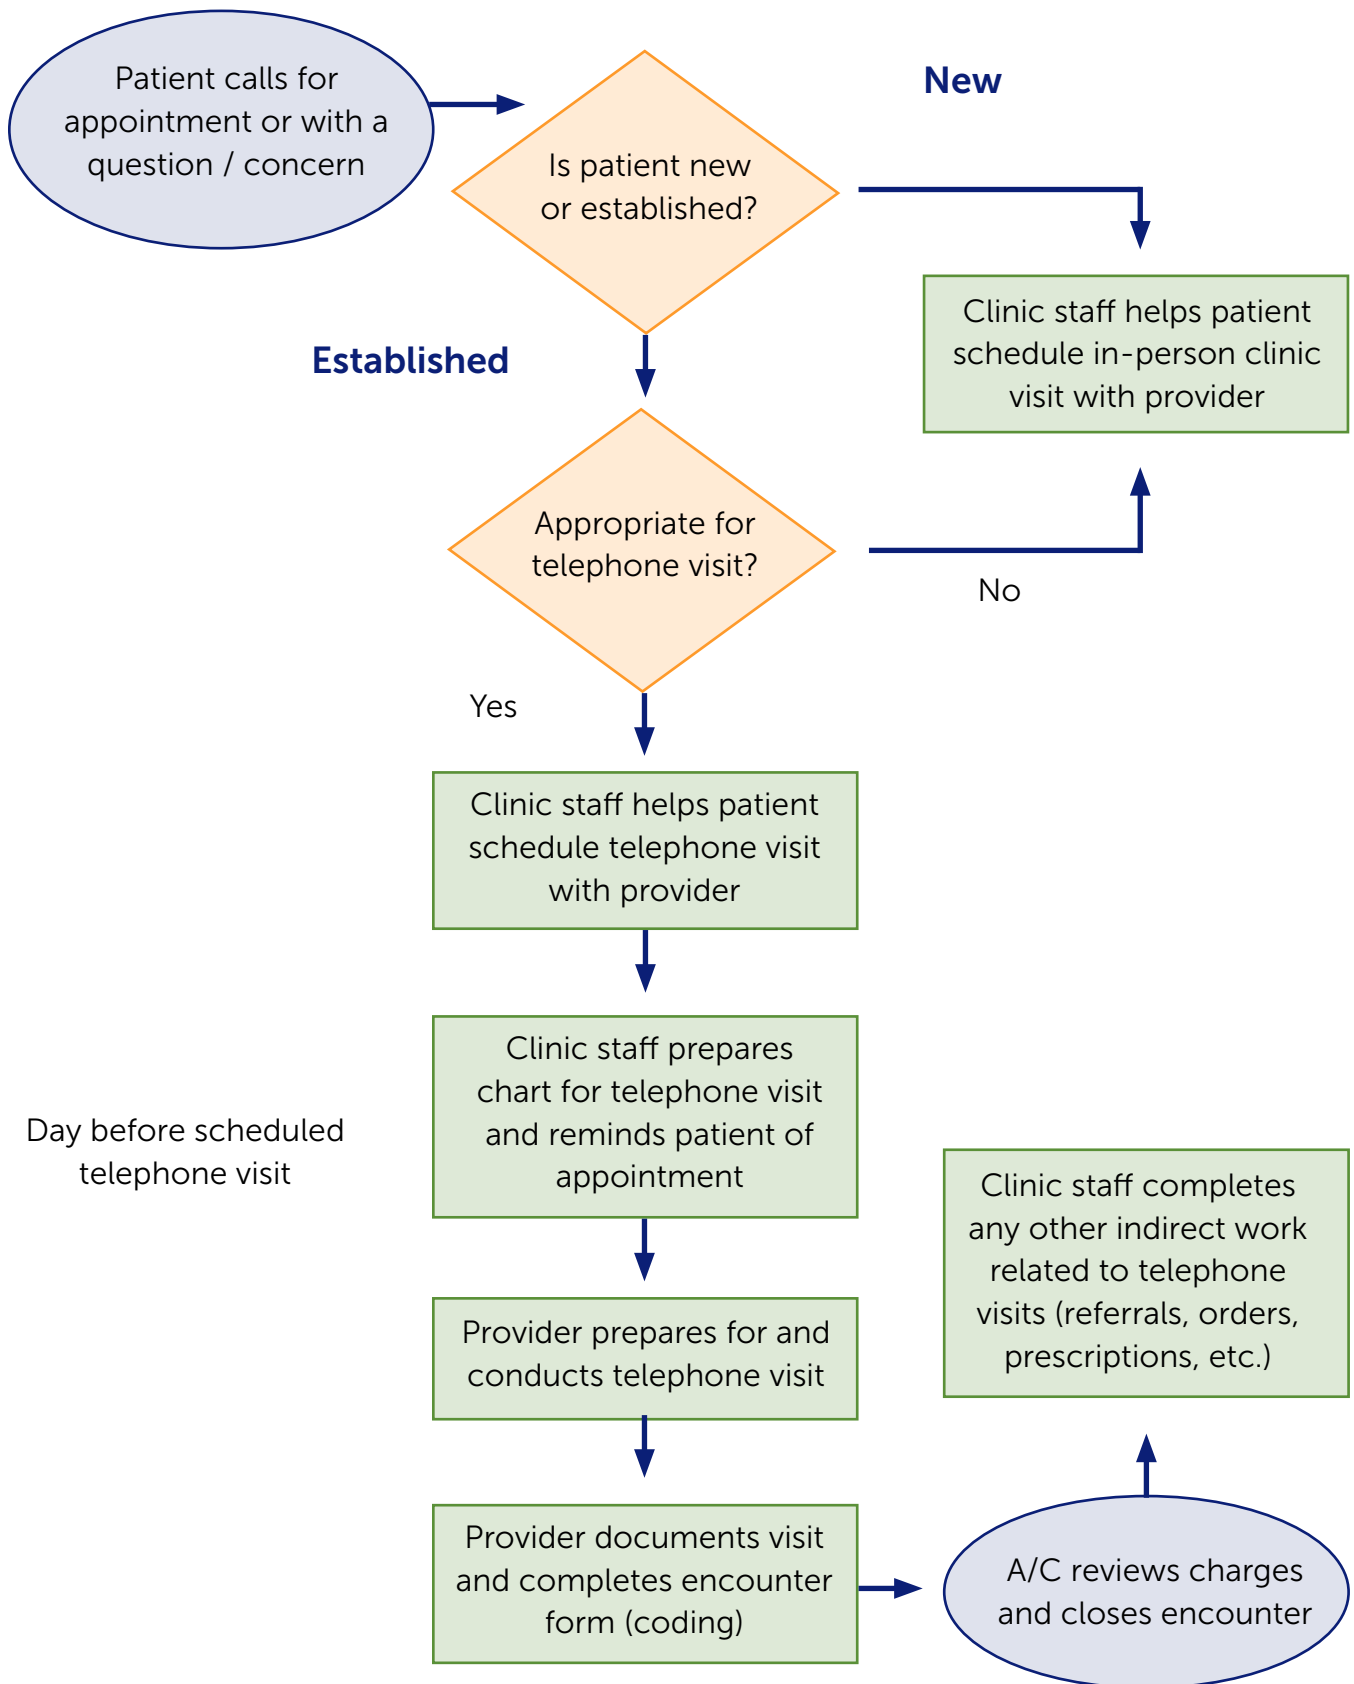 Patient calls for
appointment or with a
question / concern
Is patient new
or established?
New
Clinic staff helps patient
schedule in-person clinic
visit with provider
Established
Appropriate for
telephone visit?
No
Yes
Clinic staff helps patient
schedule telephone visit
with provider
Day before scheduled
telephone visit
Clinic staff prepares
chart for telephone visit
and reminds patient of
appointment
Provider prepares for and
conducts telephone visit
Provider documents visit
and completes encounter
form (coding)
A/C reviews charges
and closes encounter
Clinic staff completes
any other indirect work
related to telephone
visits (referrals, orders,
prescriptions, etc.)